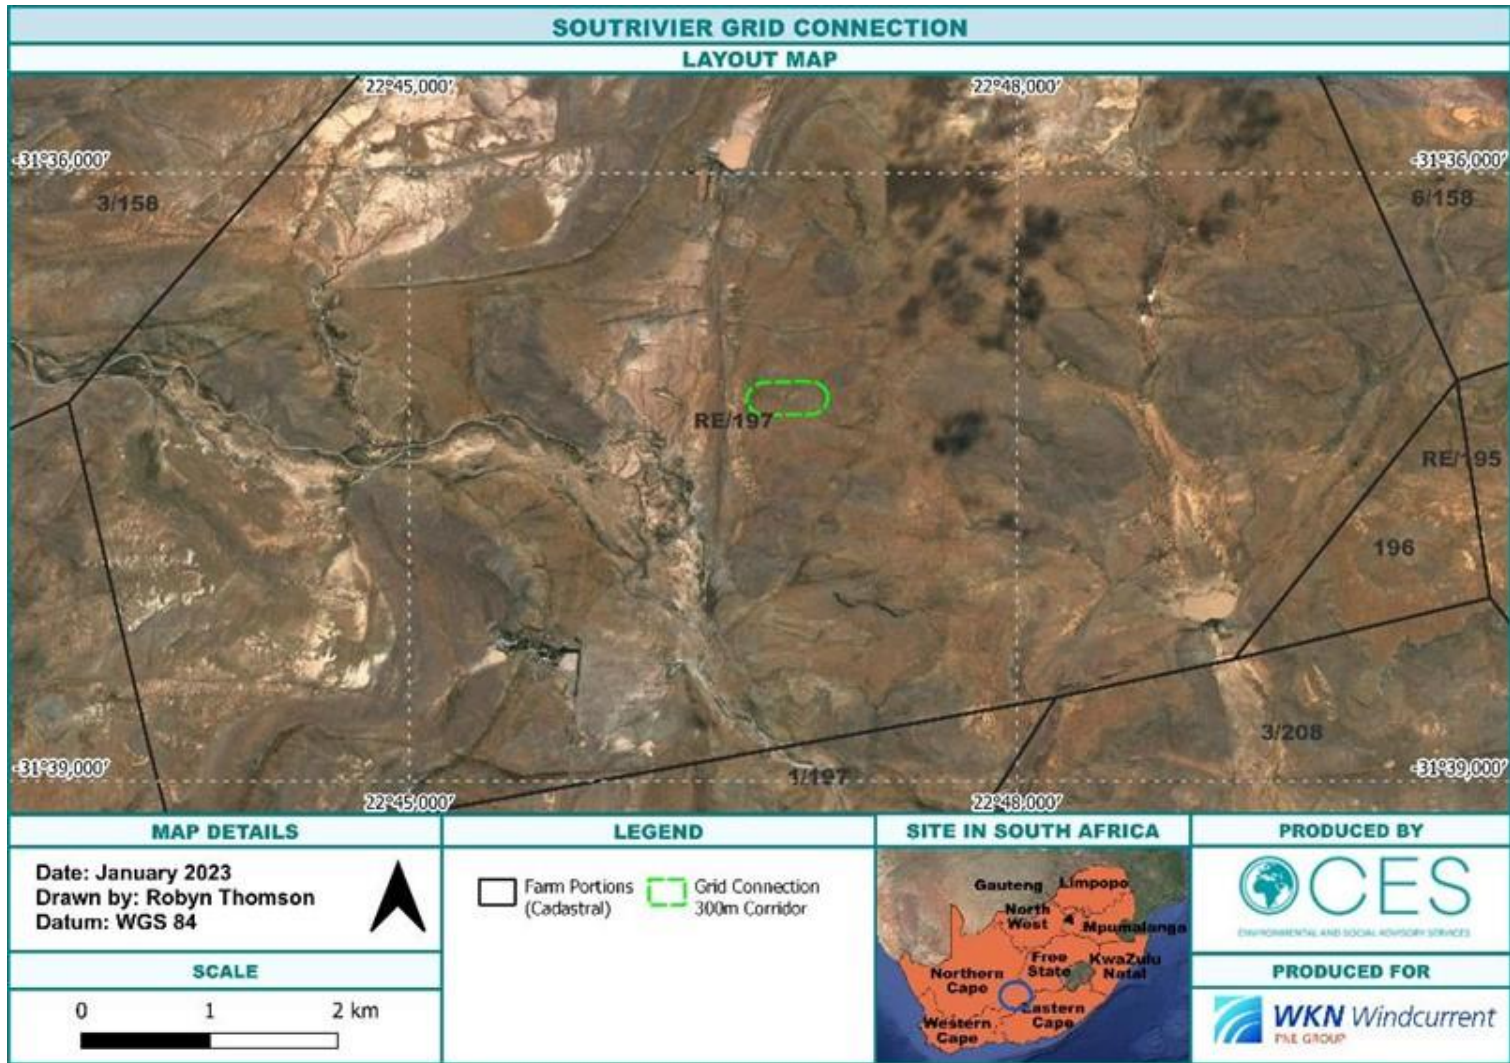 SOUTRIVIER GRID CONNECTION
LAYOUT MAP
22°45,000'
22°48,000'
-31°36,000'
-31°36,000'
3/158
6/158
RE/197
RE/195
196
3/208
-31°39,000'
1/197
-31°39,000'
22°45,000'
22°48,000'
MAP DETAILS
Date: January 2023
Drawn by: Robyn Thomson
Datum: WGS 84
SCALE
0 1 2 km
LEGEND
Farm Portions
(Cadastral)
Grid Connection
300m Corridor
SITE IN SOUTH AFRICA
Gauteng
Limpopo
North
West
Mpumalanga
Free
State
KwaZulu
Natal
Northern
Cape
Eastern
Cape
Western
Cape
PRODUCED BY
CES
ENVIRONMENTAL AND SOCIAL ADVISORY SERVICES
PRODUCED FOR
WKN Windcurrent
PNE GROUP